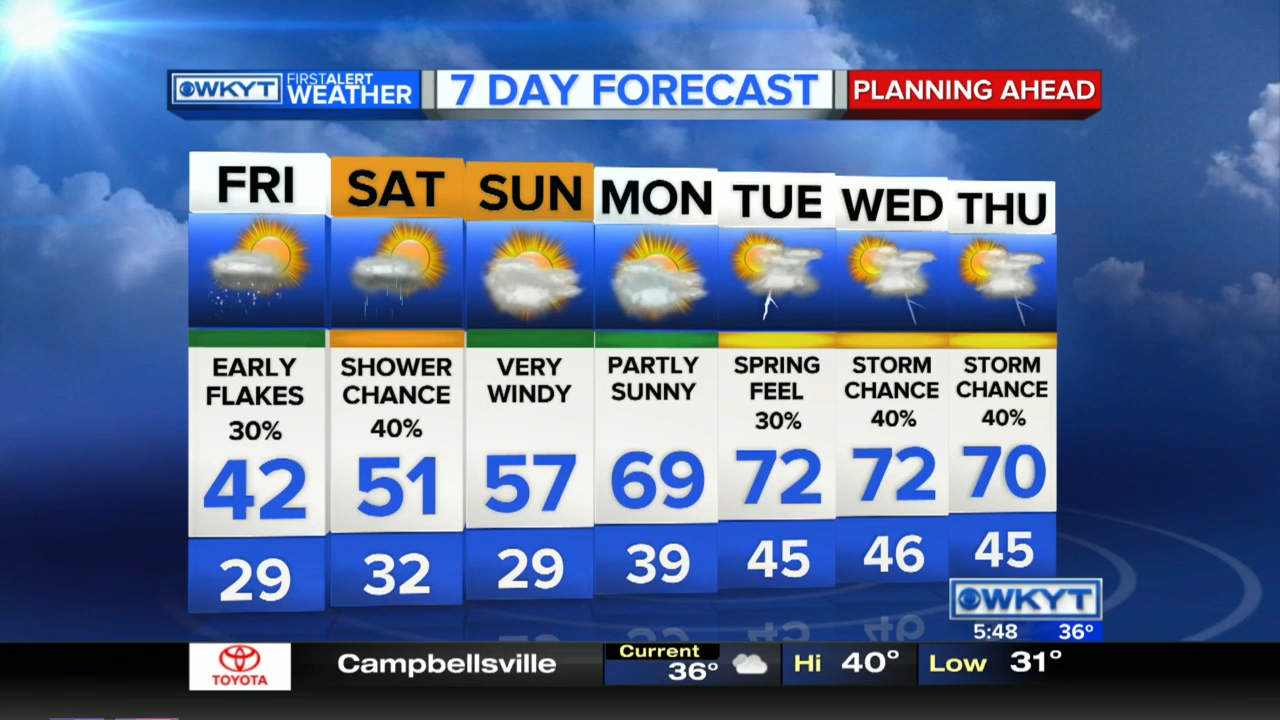 WKYT FIRST ALERT WEATHER 7 DAY FORECAST PLANNING AHEAD
FRI SAT SUN MON TUE WED THU
EARLY FLAKES 30%
42
29
SHOWER CHANCE 40%
51
32
VERY WINDY
57
29
PARTLY SUNNY
69
39
SPRING FEEL 30%
72
45
STORM CHANCE 40%
72
46
STORM CHANCE 40%
70
45
WKYT
5:48 36°
TOYOTA Campbellsville Current 36° Hi 40° Low 31°